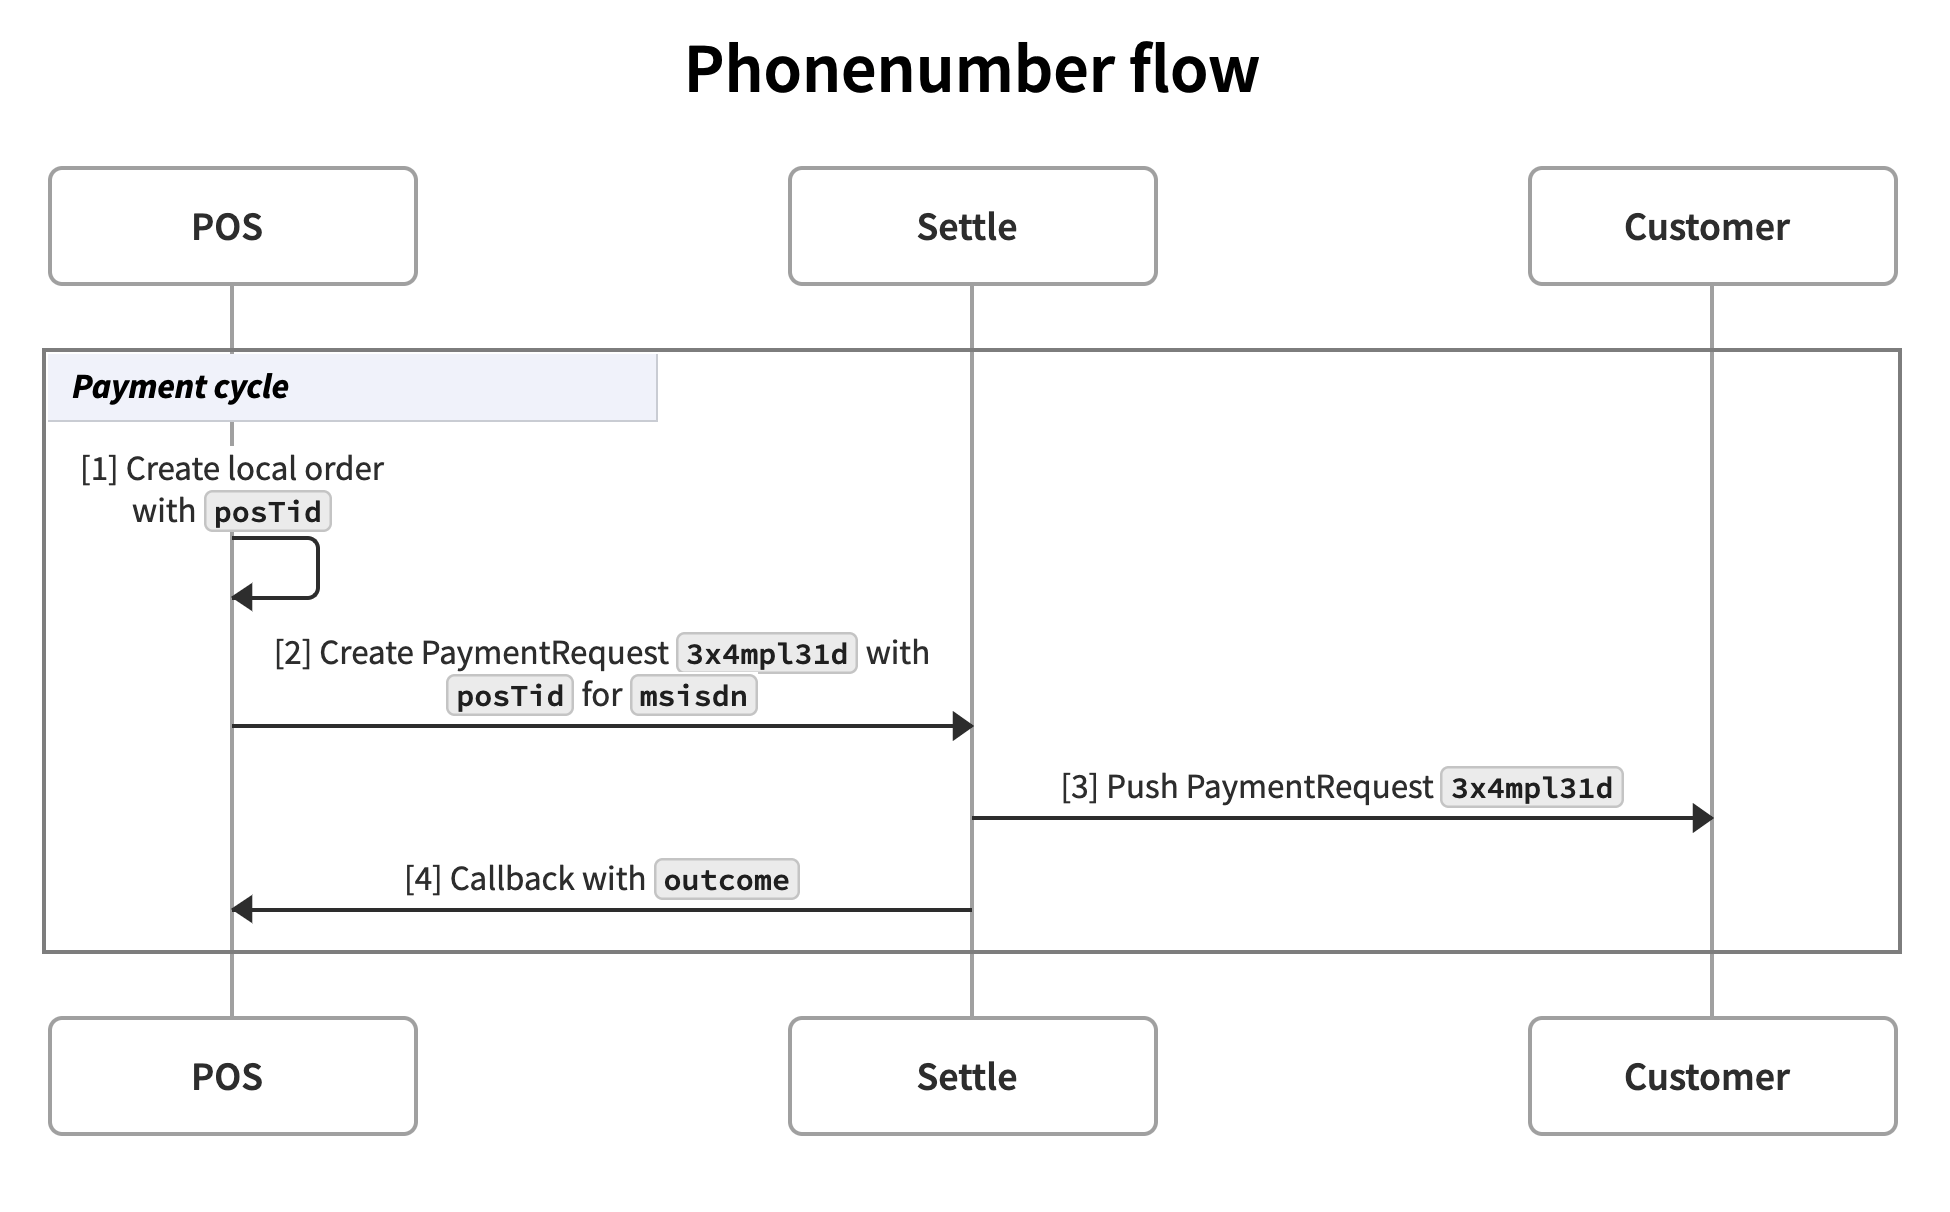 Phonenumber flow
POS
Settle
Customer
Payment cycle
[1] Create local order
with posTid
[2] Create PaymentRequest 3x4mpl31d with
posTid for msisdn
[3] Push PaymentRequest 3x4mpl31d
[4] Callback with outcome
POS
Settle
Customer